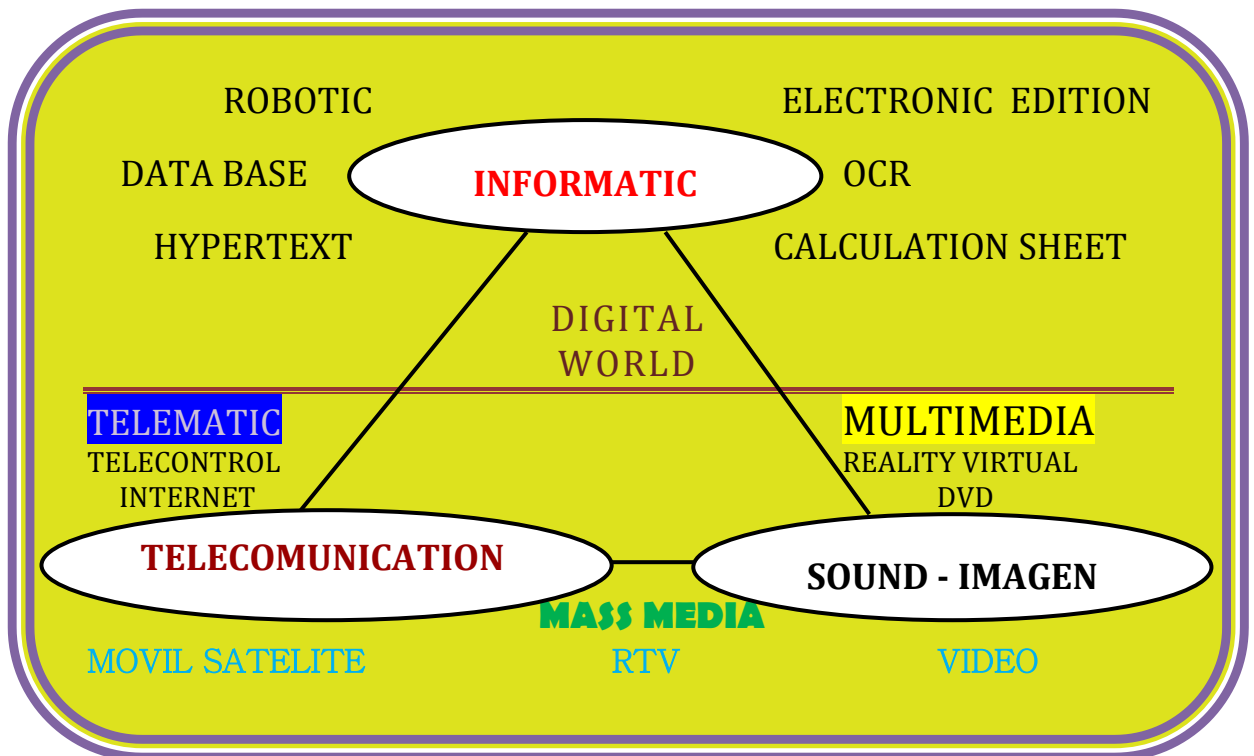 ROBOTIC
ELECTRONIC EDITION
DATA BASE
INFORMATIC
OCR
HYPERTEXT
CALCULATION SHEET
DIGITAL
WORLD
TELEMATIC
MULTIMEDIA
TELECONTROL
REALITY VIRTUAL
INTERNET
DVD
TELECOMUNICATION
SOUND - IMAGEN
MASS MEDIA
MOVIL SATELITE
RTV
VIDEO